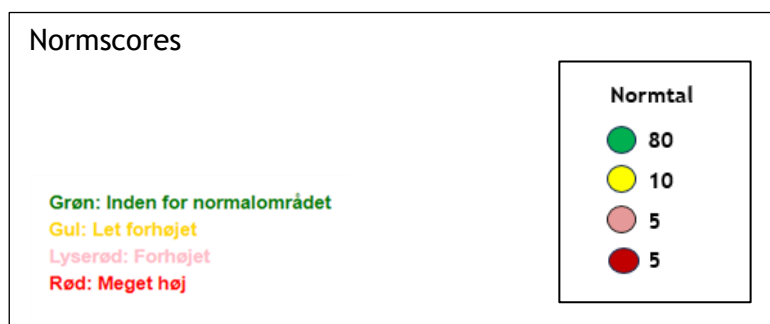 Normscores
Grøn: Inden for normalområdet
Gul: Let forhøjet
Lyserød: Forhøjet
Rød: Meget høj
Normtal
80
10
5
5